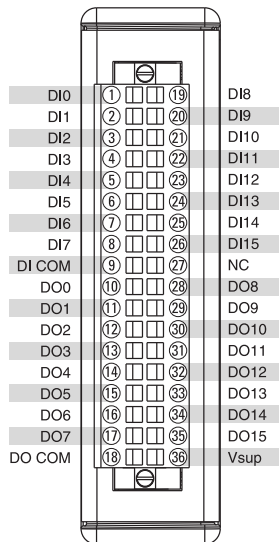 DI0 ① ⑲ DI8
DI1 ② ⑳ DI9
DI2 ③ ㉑ DI10
DI3 ④ ㉒ DI11
DI4 ⑤ ㉓ DI12
DI5 ⑥ ㉔ DI13
DI6 ⑦ ㉕ DI14
DI7 ⑧ ㉖ DI15
DI COM ⑨ ㉗ NC
DO0 ⑩ ㉘ DO8
DO1 ⑪ ㉙ DO9
DO2 ⑫ ㉚ DO10
DO3 ⑬ ㉛ DO11
DO4 ⑭ ㉜ DO12
DO5 ⑮ ㉝ DO13
DO6 ⑯ ㉞ DO14
DO7 ⑰ ㉟ DO15
DO COM ⑱ ㊱ Vsup